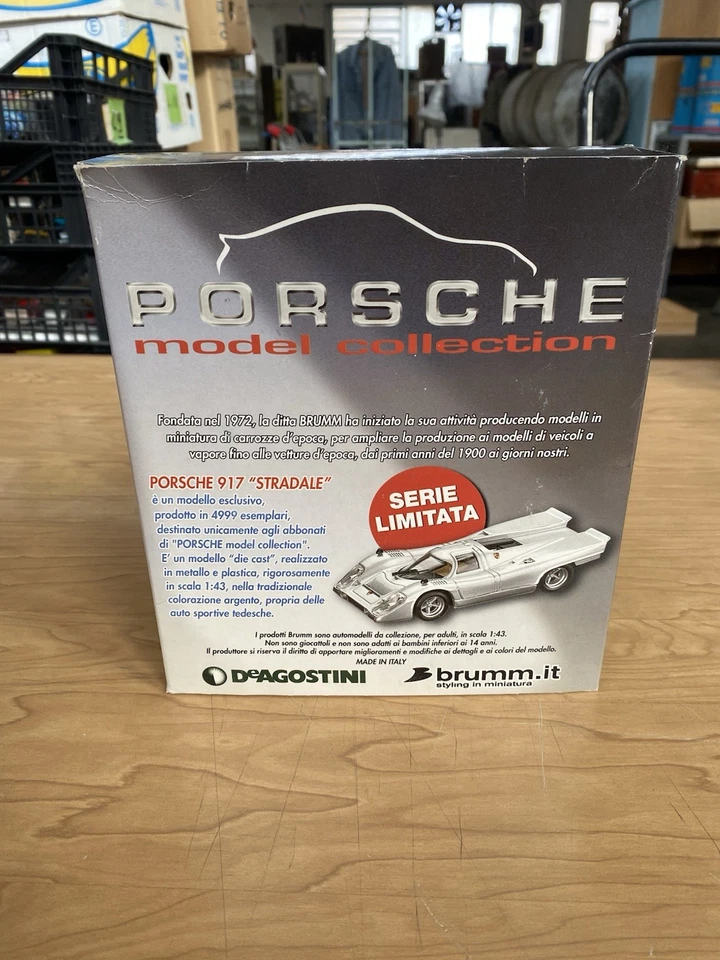 PORSCHE
model collection
Fondata nel 1972, la ditta BRUMM ha iniziato la sua attività producendo modelli in
miniatura di carrozze d'epoca, per ampliare la produzione ai modelli di veicoli a
vapore fino alle vetture d'epoca, dai primi anni del 1900 ai giorni nostri.
PORSCHE 917 "STRADALE"
è un modello esclusivo,
prodotto in 4999 esemplari,
destinato unicamente agli abbonati
di "PORSCHE model collection".
E' un modello "die cast", realizzato
in metallo e plastica, rigorosamente
in scala 1:43, nella tradizionale
colorazione argento, propria delle
auto sportive tedesche.
SERIE
LIMITATA
I prodotti Brumm sono automodelli da collezione, per adulti, in scala 1:43.
Non sono giocattoli e non sono adatti ai bambini inferiori ai 14 anni.
Il produttore si riserva il diritto di apportare miglioramenti e modifiche ai dettagli e ai colori del modello.
MADE IN ITALY
DeAGOSTINI
brumm.it
styling in miniatura